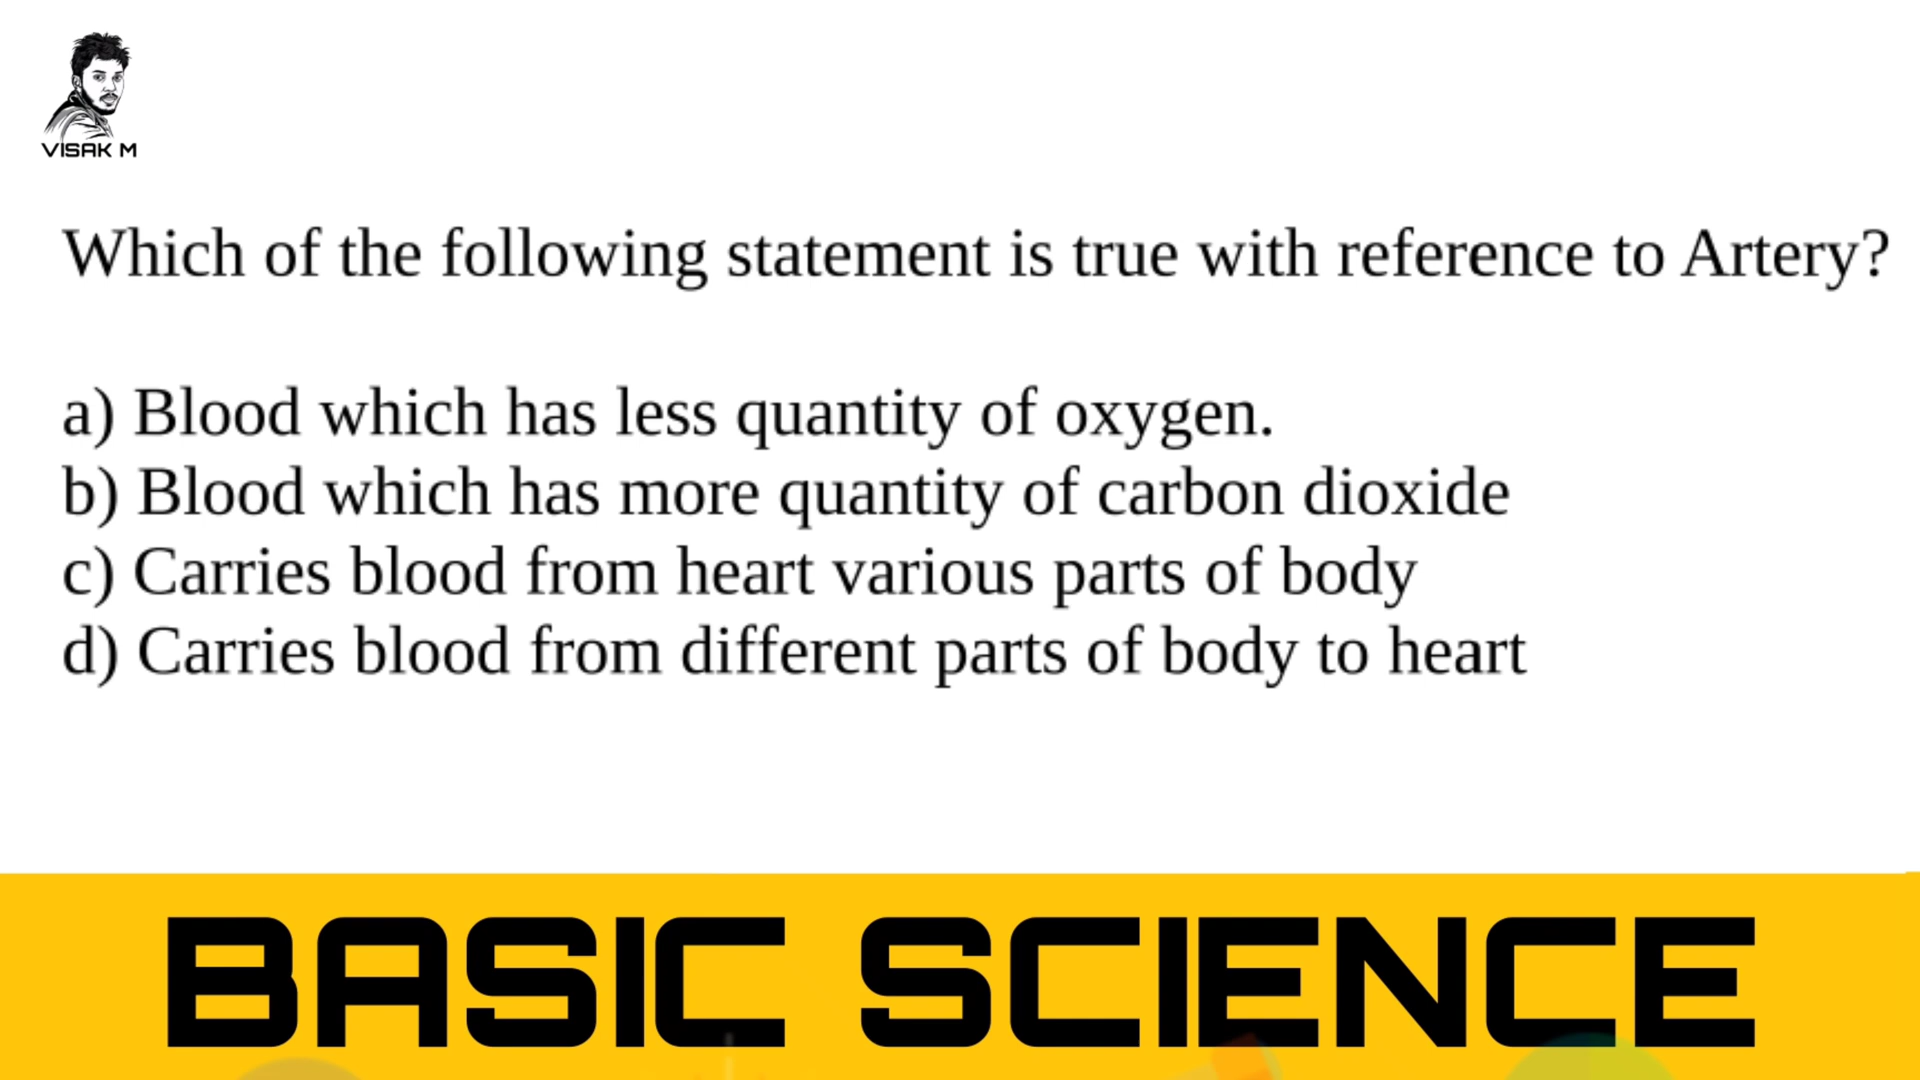 VISAK M
Which of the following statement is true with reference to Artery?
a) Blood which has less quantity of oxygen.
b) Blood which has more quantity of carbon dioxide
c) Carries blood from heart various parts of body
d) Carries blood from different parts of body to heart
BASIC SCIENCE